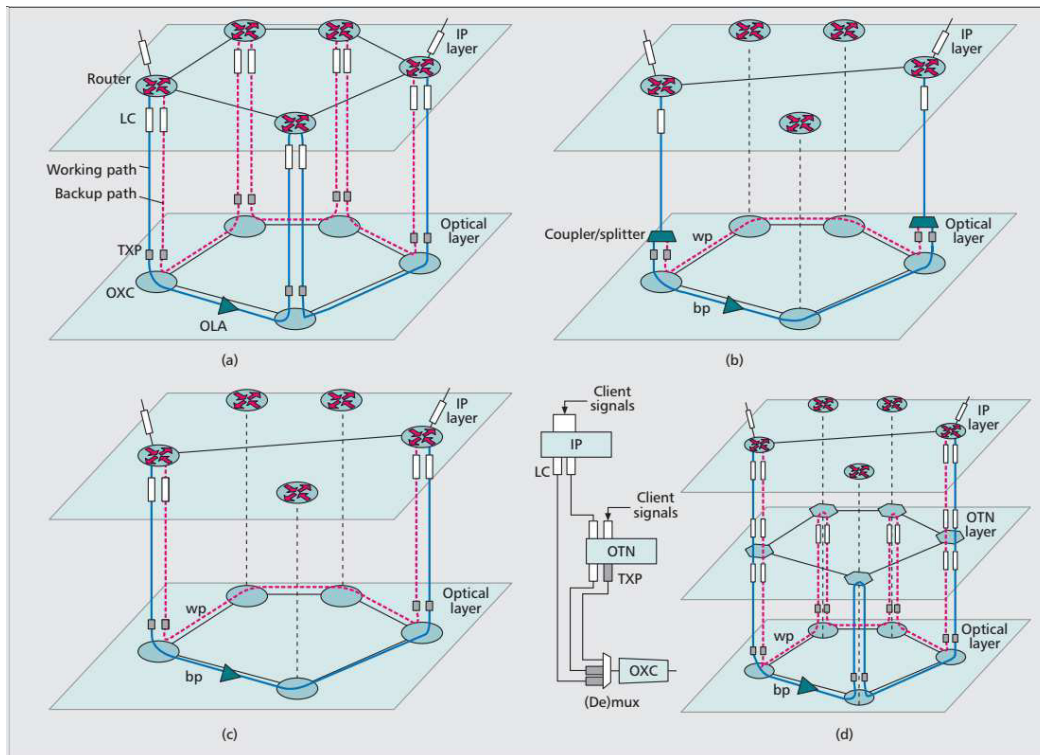 IP
layer
Router
LC
Working path
Backup path
TXP
OXC
OLA
Optical
layer
(a)
IP
layer
Coupler/splitter
wp
bp
Optical
layer
(b)
IP
layer
wp
bp
Optical
layer
(c)
Client
signals
IP
LC
Client
signals
OTN
TXP
OXC
(De)mux
IP
layer
OTN
layer
Optical
layer
wp
bp
(d)